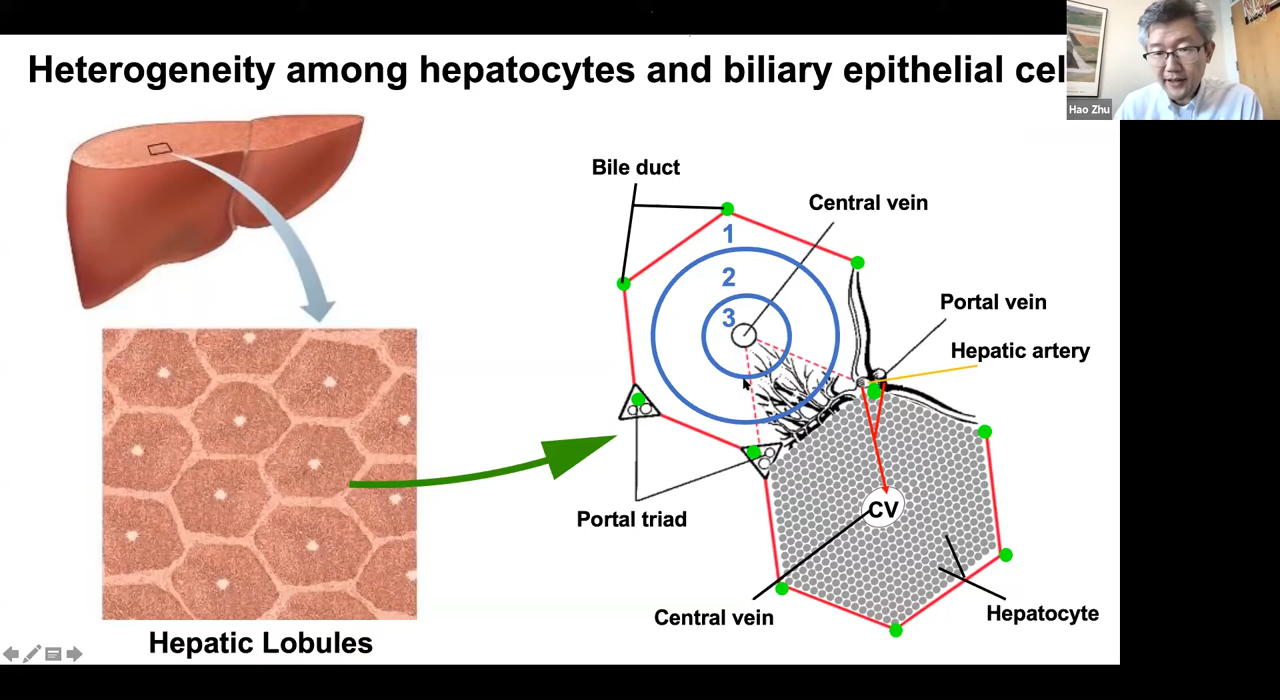 Heterogeneity among hepatocytes and biliary epithelial cel
Hao Zhu
Bile duct
Central vein
1
2
3
Portal vein
Hepatic artery
Portal triad
CV
Central vein
Hepatocyte
Hepatic Lobules